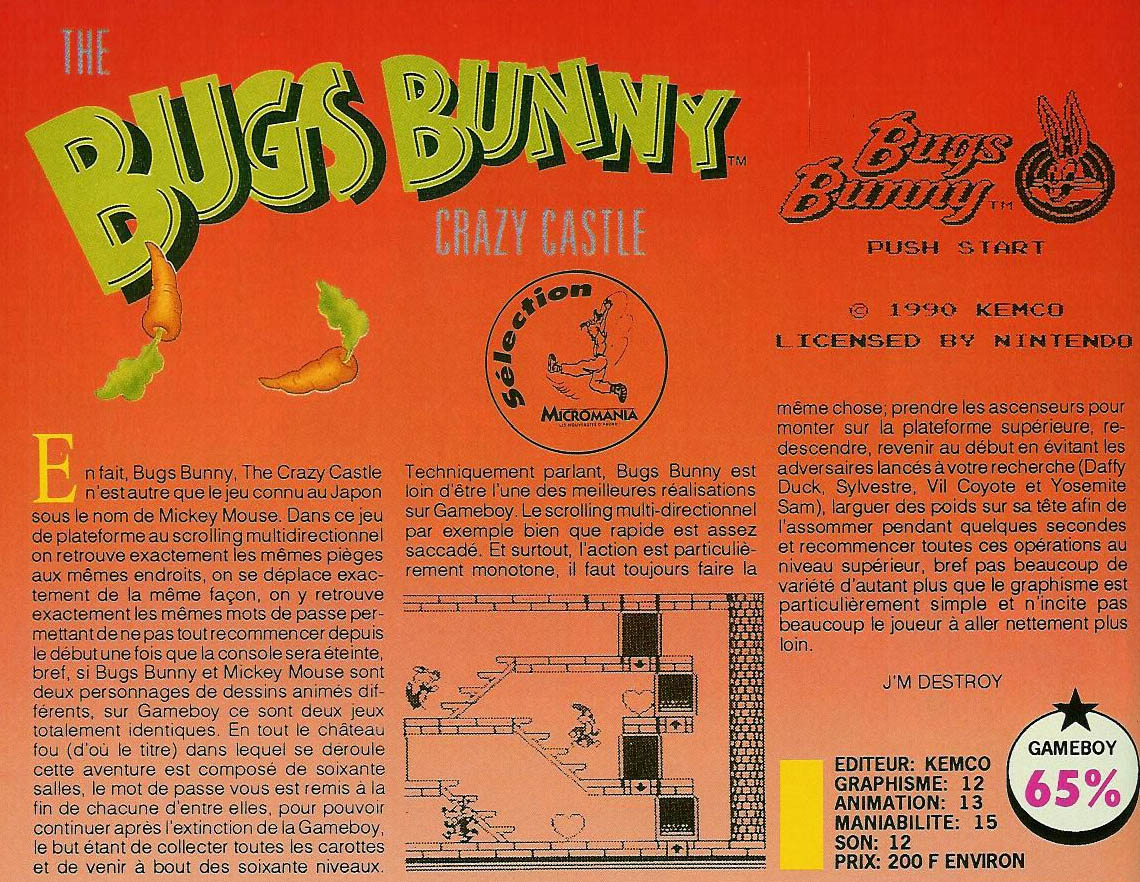 THE
BUGS BUNNY™
CRAZY CASTLE
Sélection
MICROMANIA
En fait, Bugs Bunny, The Crazy Castle
n'est autre que le jeu connu au Japon
sous le nom de Mickey Mouse. Dans ce jeu
de plateforme au scrolling multidirectionnel
on retrouve exactement les mêmes pièges
aux mêmes endroits, on se déplace exac-
tement de la même façon, on y retrouve
exactement les mêmes mots de passe per-
mettant de ne pas tout recommencer depuis
le début une fois que la console sera éteinte,
bref, si Bugs Bunny et Mickey Mouse sont
deux personnages de dessins animés dif-
férents, sur Gameboy ce sont deux jeux
totalement identiques. En tout le château
fou (d'où le titre) dans lequel se déroule
cette aventure est composé de soixante
salles, le mot de passe vous est remis à la
fin de chacune d'entre elles, pour pouvoir
continuer après l'extinction de la Gameboy,
le but étant de collecter toutes les carottes
et de venir à bout des soixante niveaux.
Techniquement parlant, Bugs Bunny est
loin d'être l'une des meilleures réalisations
sur Gameboy. Le scrolling multi-directionnel
par exemple bien que rapide est assez
saccadé. Et surtout, l'action est particuliè-
rement monotone, il faut toujours faire la
Bugs
Bunny™
PUSH START
© 1990 KEMCO
LICENSED BY NINTENDO
même chose; prendre les ascenseurs pour
monter sur la plateforme supérieure, re-
descendre, revenir au début en évitant les
adversaires lancés à votre recherche (Daffy
Duck, Sylvestre, Vil Coyote et Yosemite
Sam), larguer des poids sur sa tête afin de
l'assommer pendant quelques secondes
et recommencer toutes ces opérations au
niveau supérieur, bref pas beaucoup de
variété d'autant plus que le graphisme est
particulièrement simple et n'incite pas
beaucoup le joueur à aller nettement plus
loin.
J'M DESTROY
EDITEUR: KEMCO
GRAPHISME: 12
ANIMATION: 13
MANIABILITE: 15
SON: 12
PRIX: 200 F ENVIRON
GAMEBOY
65%